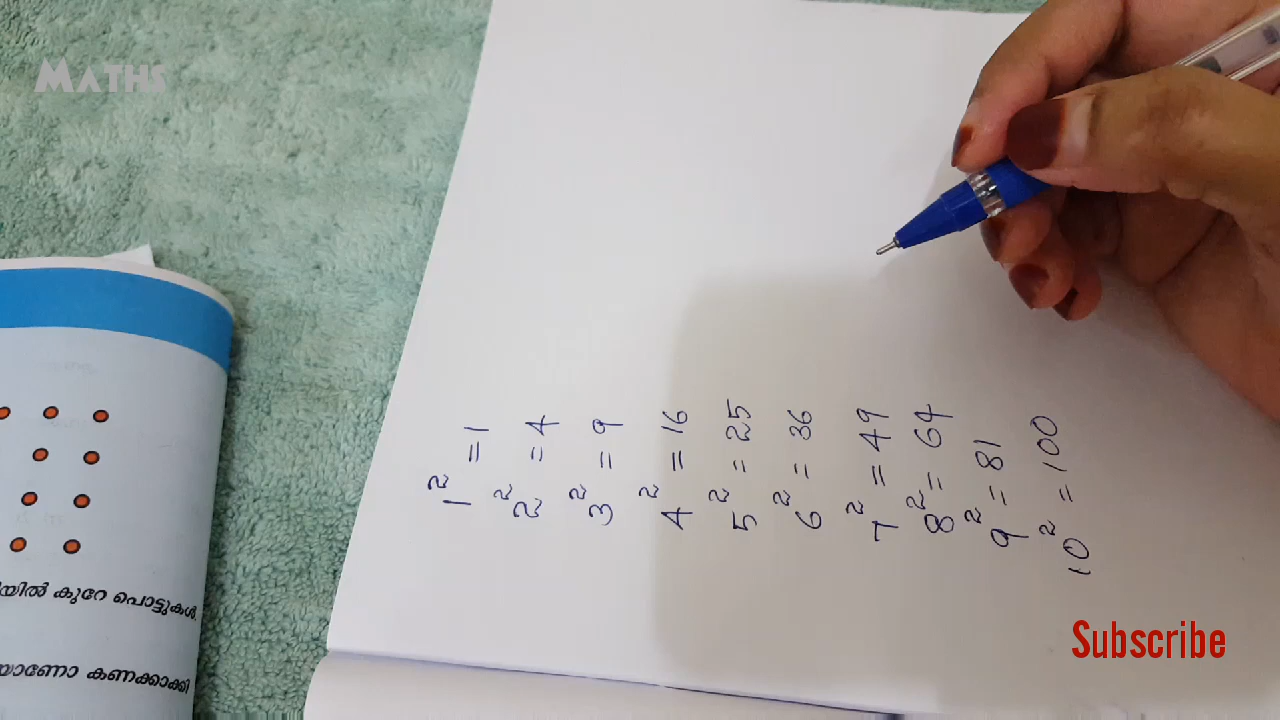 MATHS
1² = 1
2² = 4
3² = 9
4² = 16
5² = 25
6² = 36
7² = 49
8² = 64
9² = 81
10² = 100
കുറേ പൊട്ടുകൾ.
കണക്കാക്കി
Subscribe